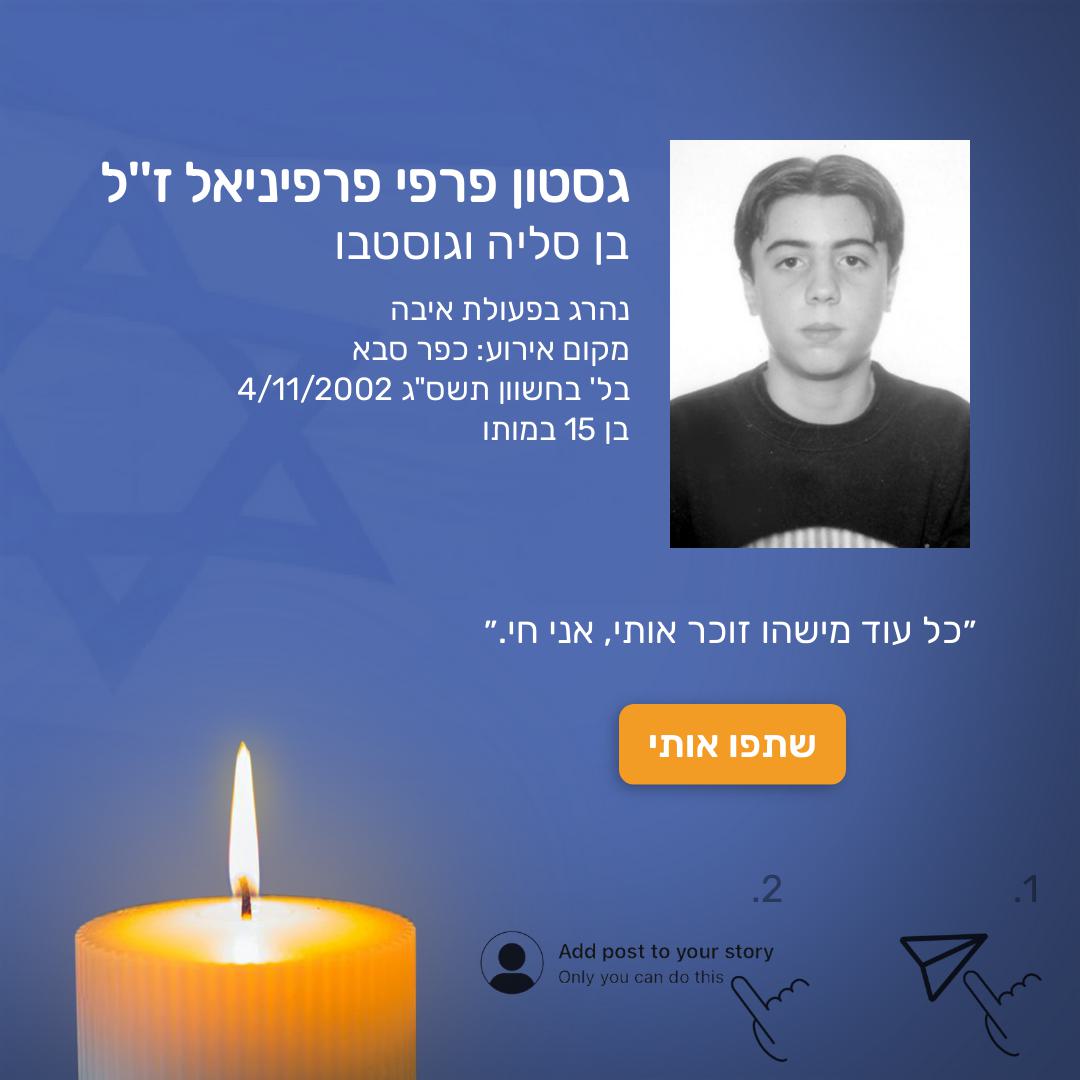 גסטון פרפי פרפיניאל ז"ל
בן סליה וגוסטבו
נהרג בפעולת איבה
מקום אירוע: כפר סבא
בל' בחשוון תשס"ג 4/11/2002
בן 15 במותו
״כל עוד מישהו זוכר אותי, אני חי.״
שתפו אותי
.1
.2
Add post to your story
Only you can do this